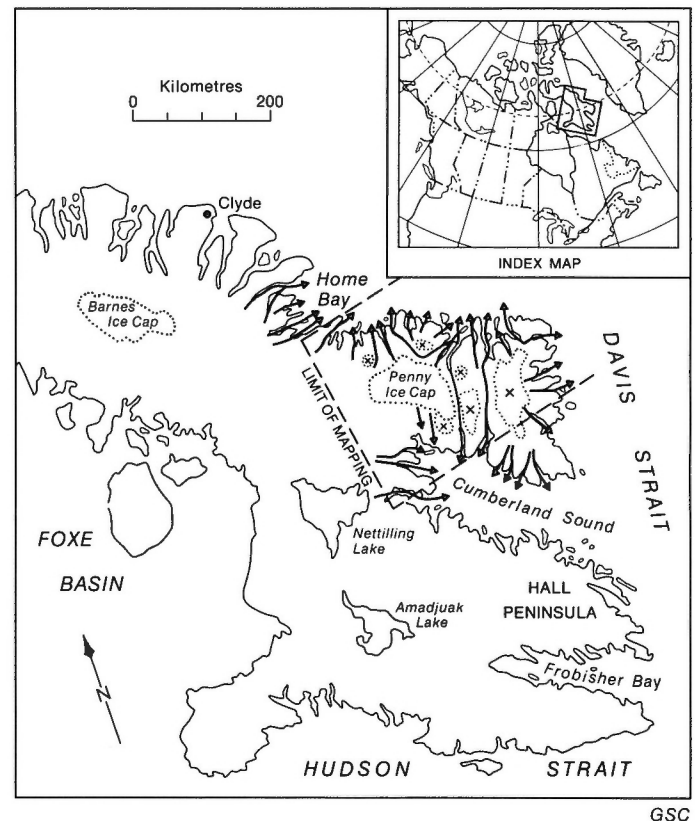 Kilometres
0 200
INDEX MAP
Clyde
Home
Bay
Barnes
Ice Cap
Penny
Ice Cap
LIMIT OF MAPPING
DAVIS
STRAIT
Cumberland Sound
Nettilling
Lake
FOXE
BASIN
HALL
PENINSULA
Amadjuak
Lake
Frobisher Bay
N
HUDSON STRAIT
GSC